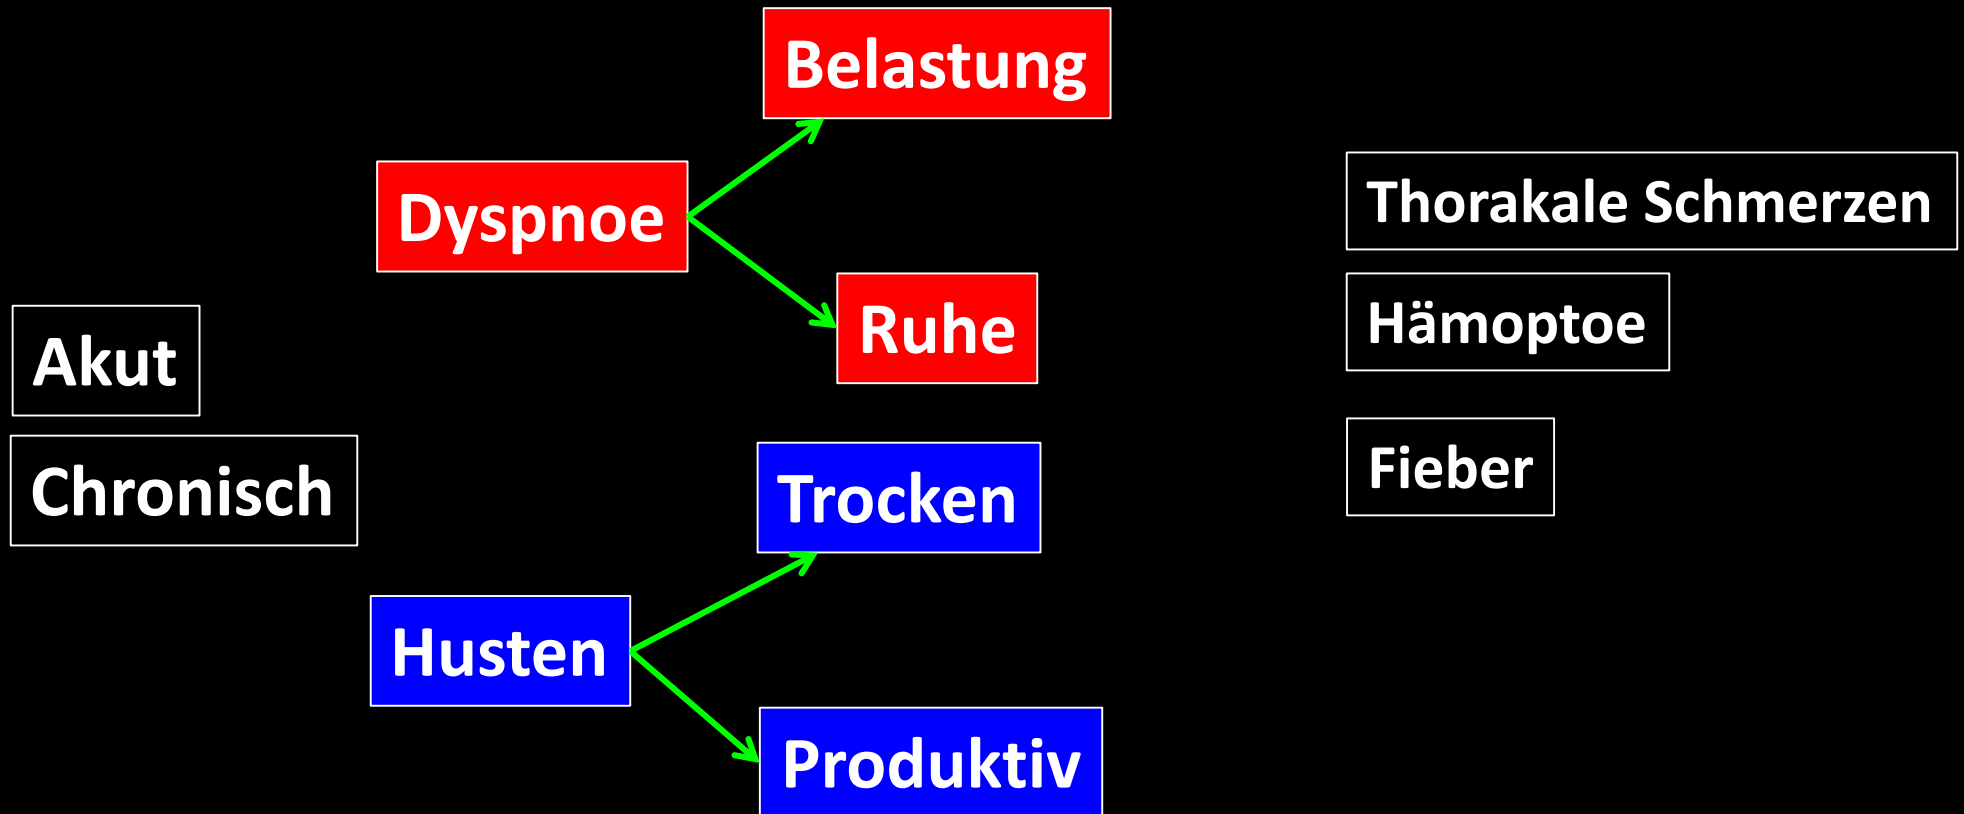 Belastung
Dyspnoe
Ruhe
Akut
Chronisch
Trocken
Husten
Produktiv
Thorakale Schmerzen
Hämoptoe
Fieber